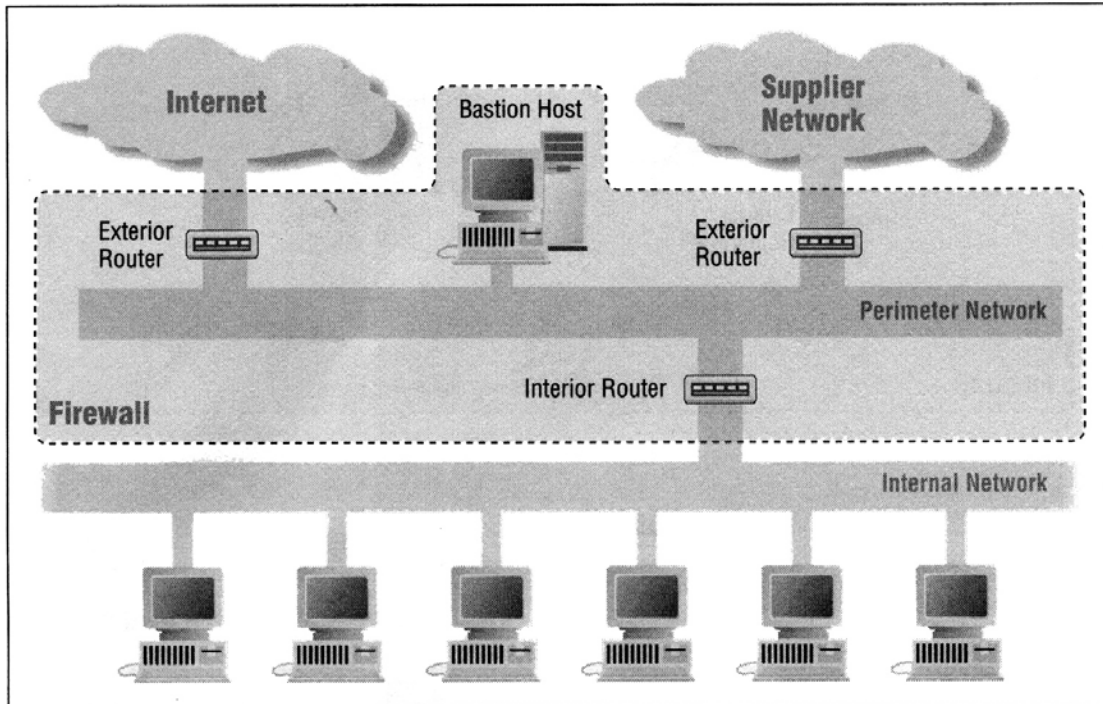 Internet
Bastion Host
Supplier
Network
Exterior
Router
Exterior
Router
Perimeter Network
Interior Router
Firewall
Internal Network